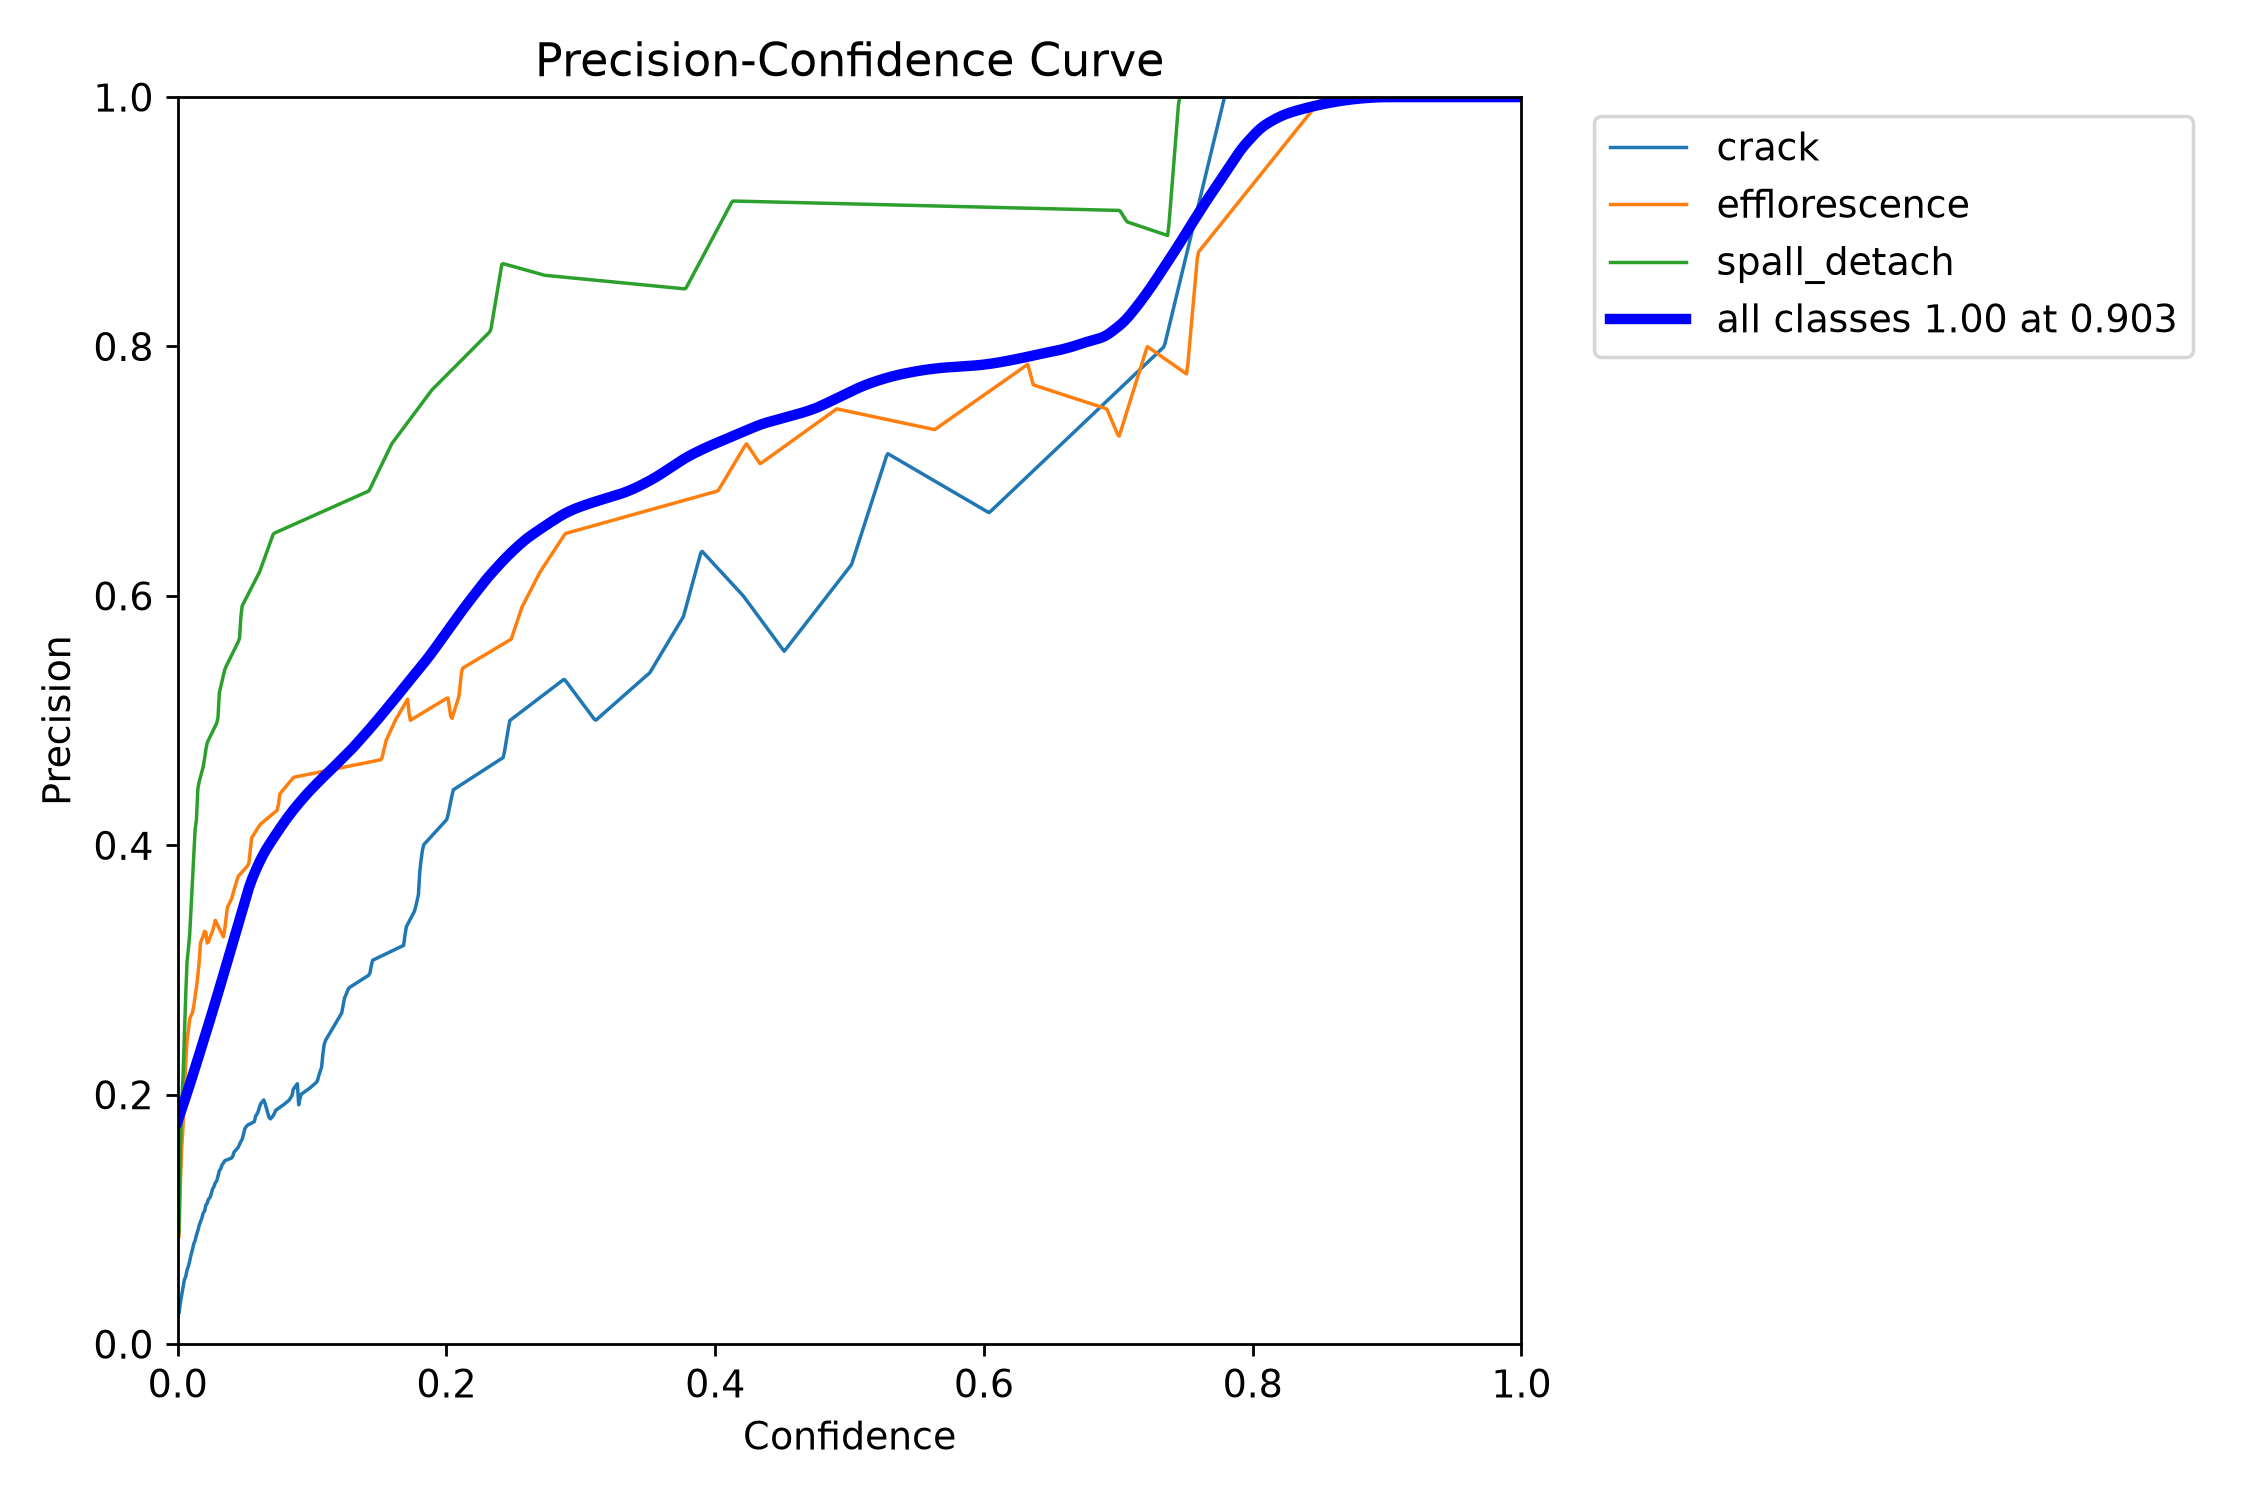 Precision-Confidence Curve
1.0
0.8
0.6
0.4
0.2
0.0
Precision
0.0 0.2 0.4 0.6 0.8 1.0
Confidence
crack
efflorescence
spall_detach
all classes 1.00 at 0.903